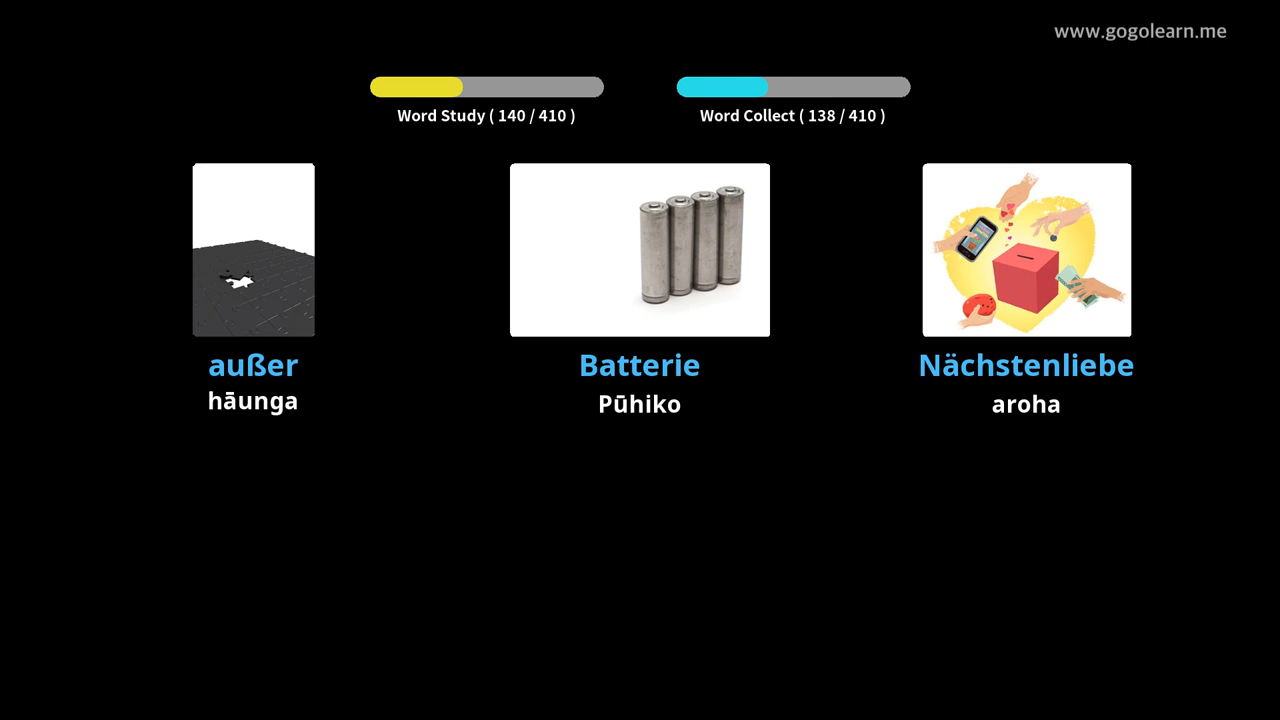 www.gogolearn.me
Word Study ( 140 / 410 )
Word Collect ( 138 / 410 )
außer
hāunga
Batterie
Pūhiko
Nächstenliebe
aroha